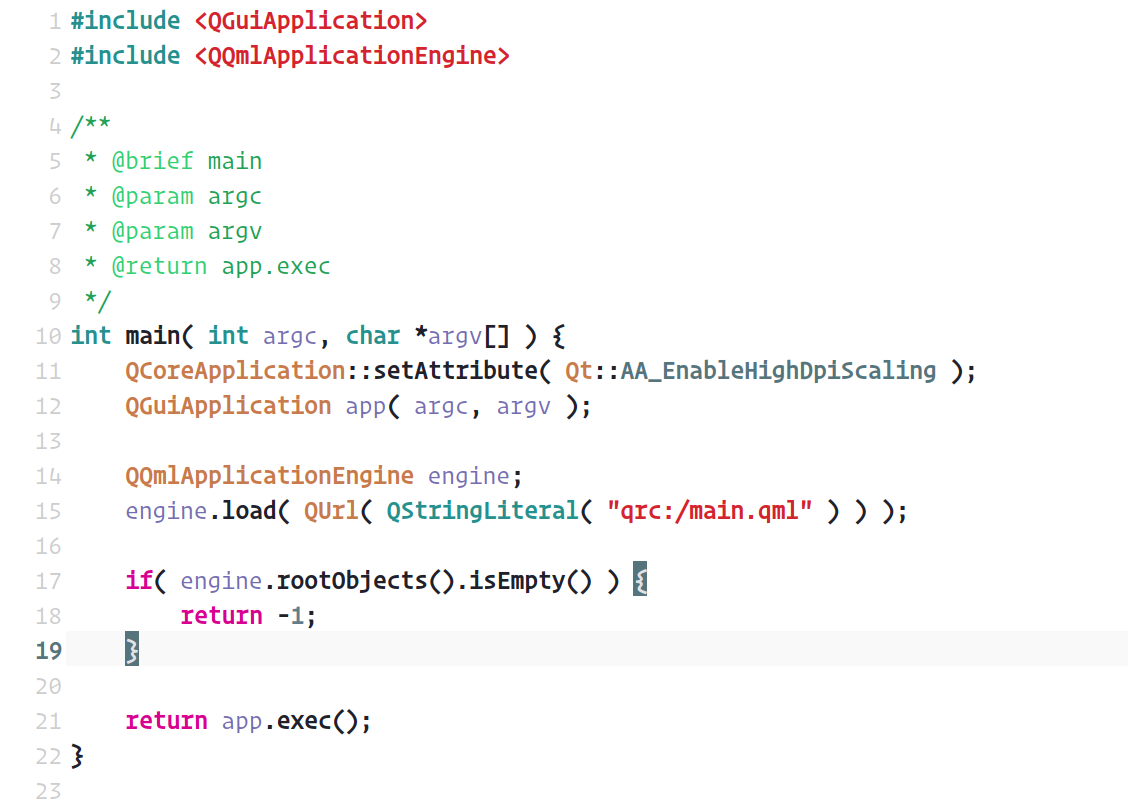 1 #include <QGuiApplication>
2 #include <QQmlApplicationEngine>
3
4 /**
5  * @brief main
6  * @param argc
7  * @param argv
8  * @return app.exec
9  */
10 int main( int argc, char *argv[] ) {
11     QCoreApplication::setAttribute( Qt::AA_EnableHighDpiScaling );
12     QGuiApplication app( argc, argv );
13
14     QQmlApplicationEngine engine;
15     engine.load( QUrl( QStringLiteral( "qrc:/main.qml" ) ) );
16
17     if( engine.rootObjects().isEmpty() ) {
18         return -1;
19     }
20
21     return app.exec();
22 }
23